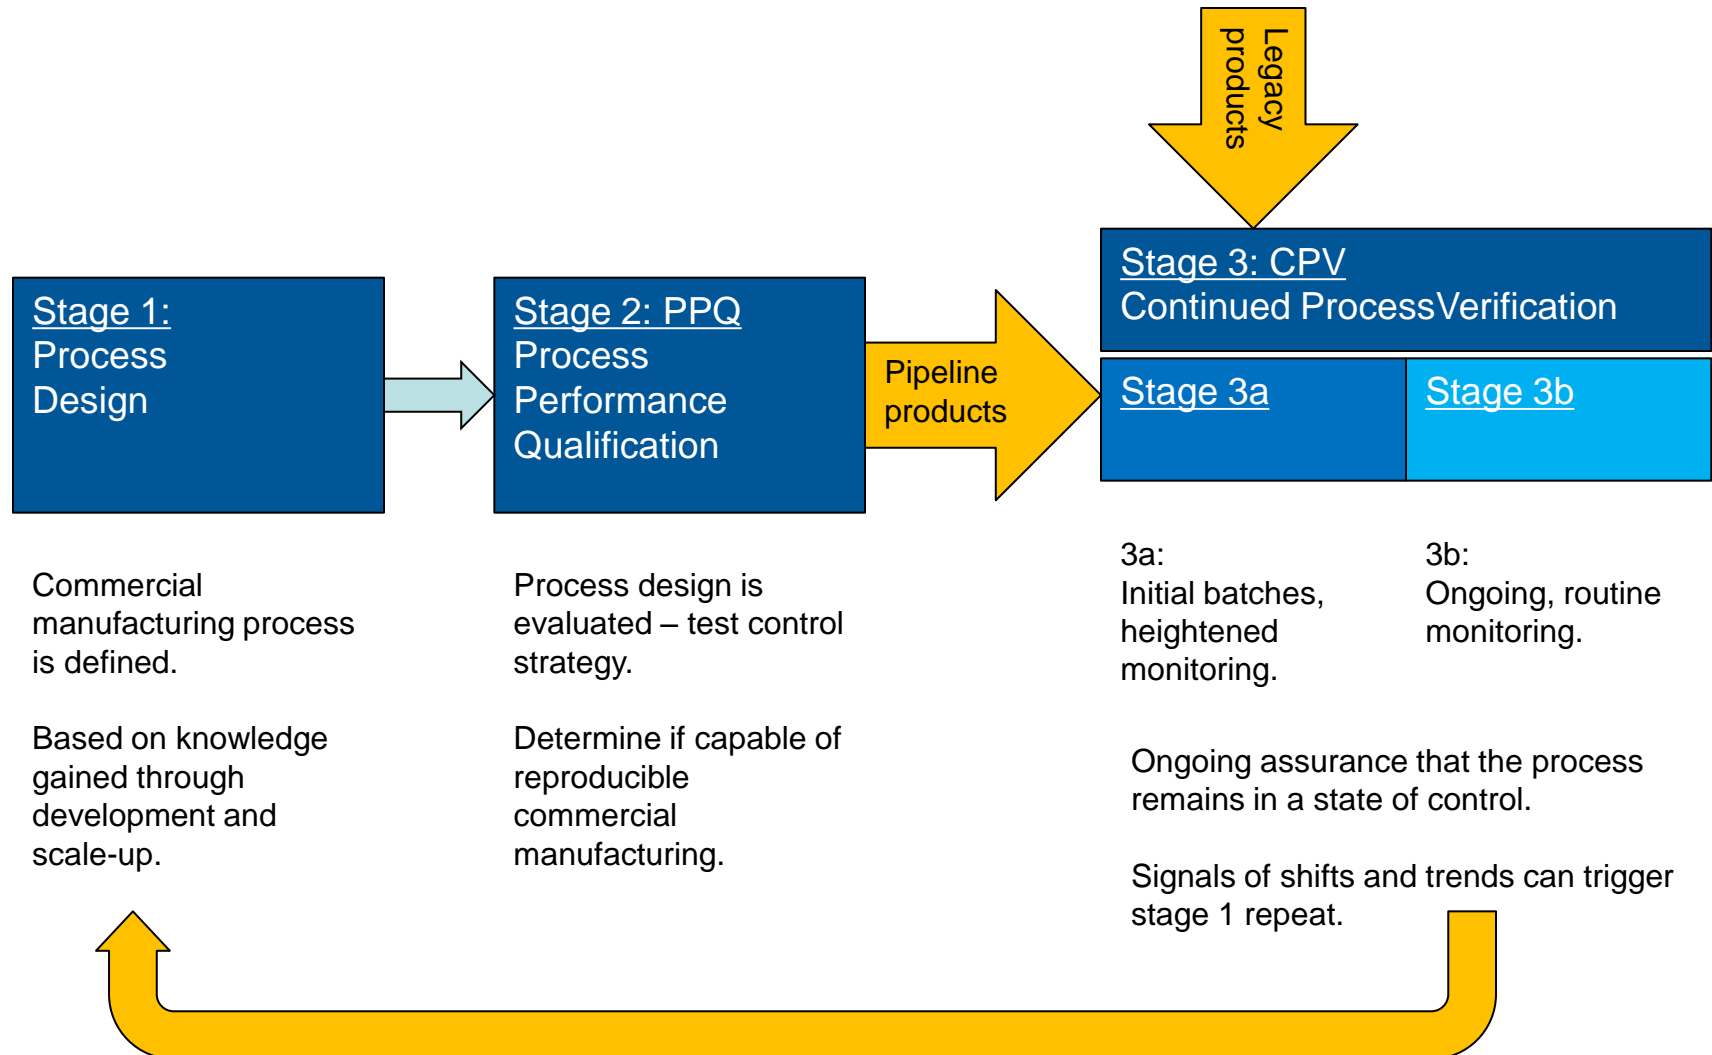 Legacy
products
Stage 1:
Process
Design
Stage 2: PPQ
Process
Performance
Qualification
Pipeline
products
Stage 3: CPV
Continued ProcessVerification
Stage 3a
Stage 3b
Commercial
manufacturing process
is defined.
Based on knowledge
gained through
development and
scale-up.
Process design is
evaluated – test control
strategy.
Determine if capable of
reproducible
commercial
manufacturing.
3a:
Initial batches,
heightened
monitoring.
3b:
Ongoing, routine
monitoring.
Ongoing assurance that the process
remains in a state of control.
Signals of shifts and trends can trigger
stage 1 repeat.